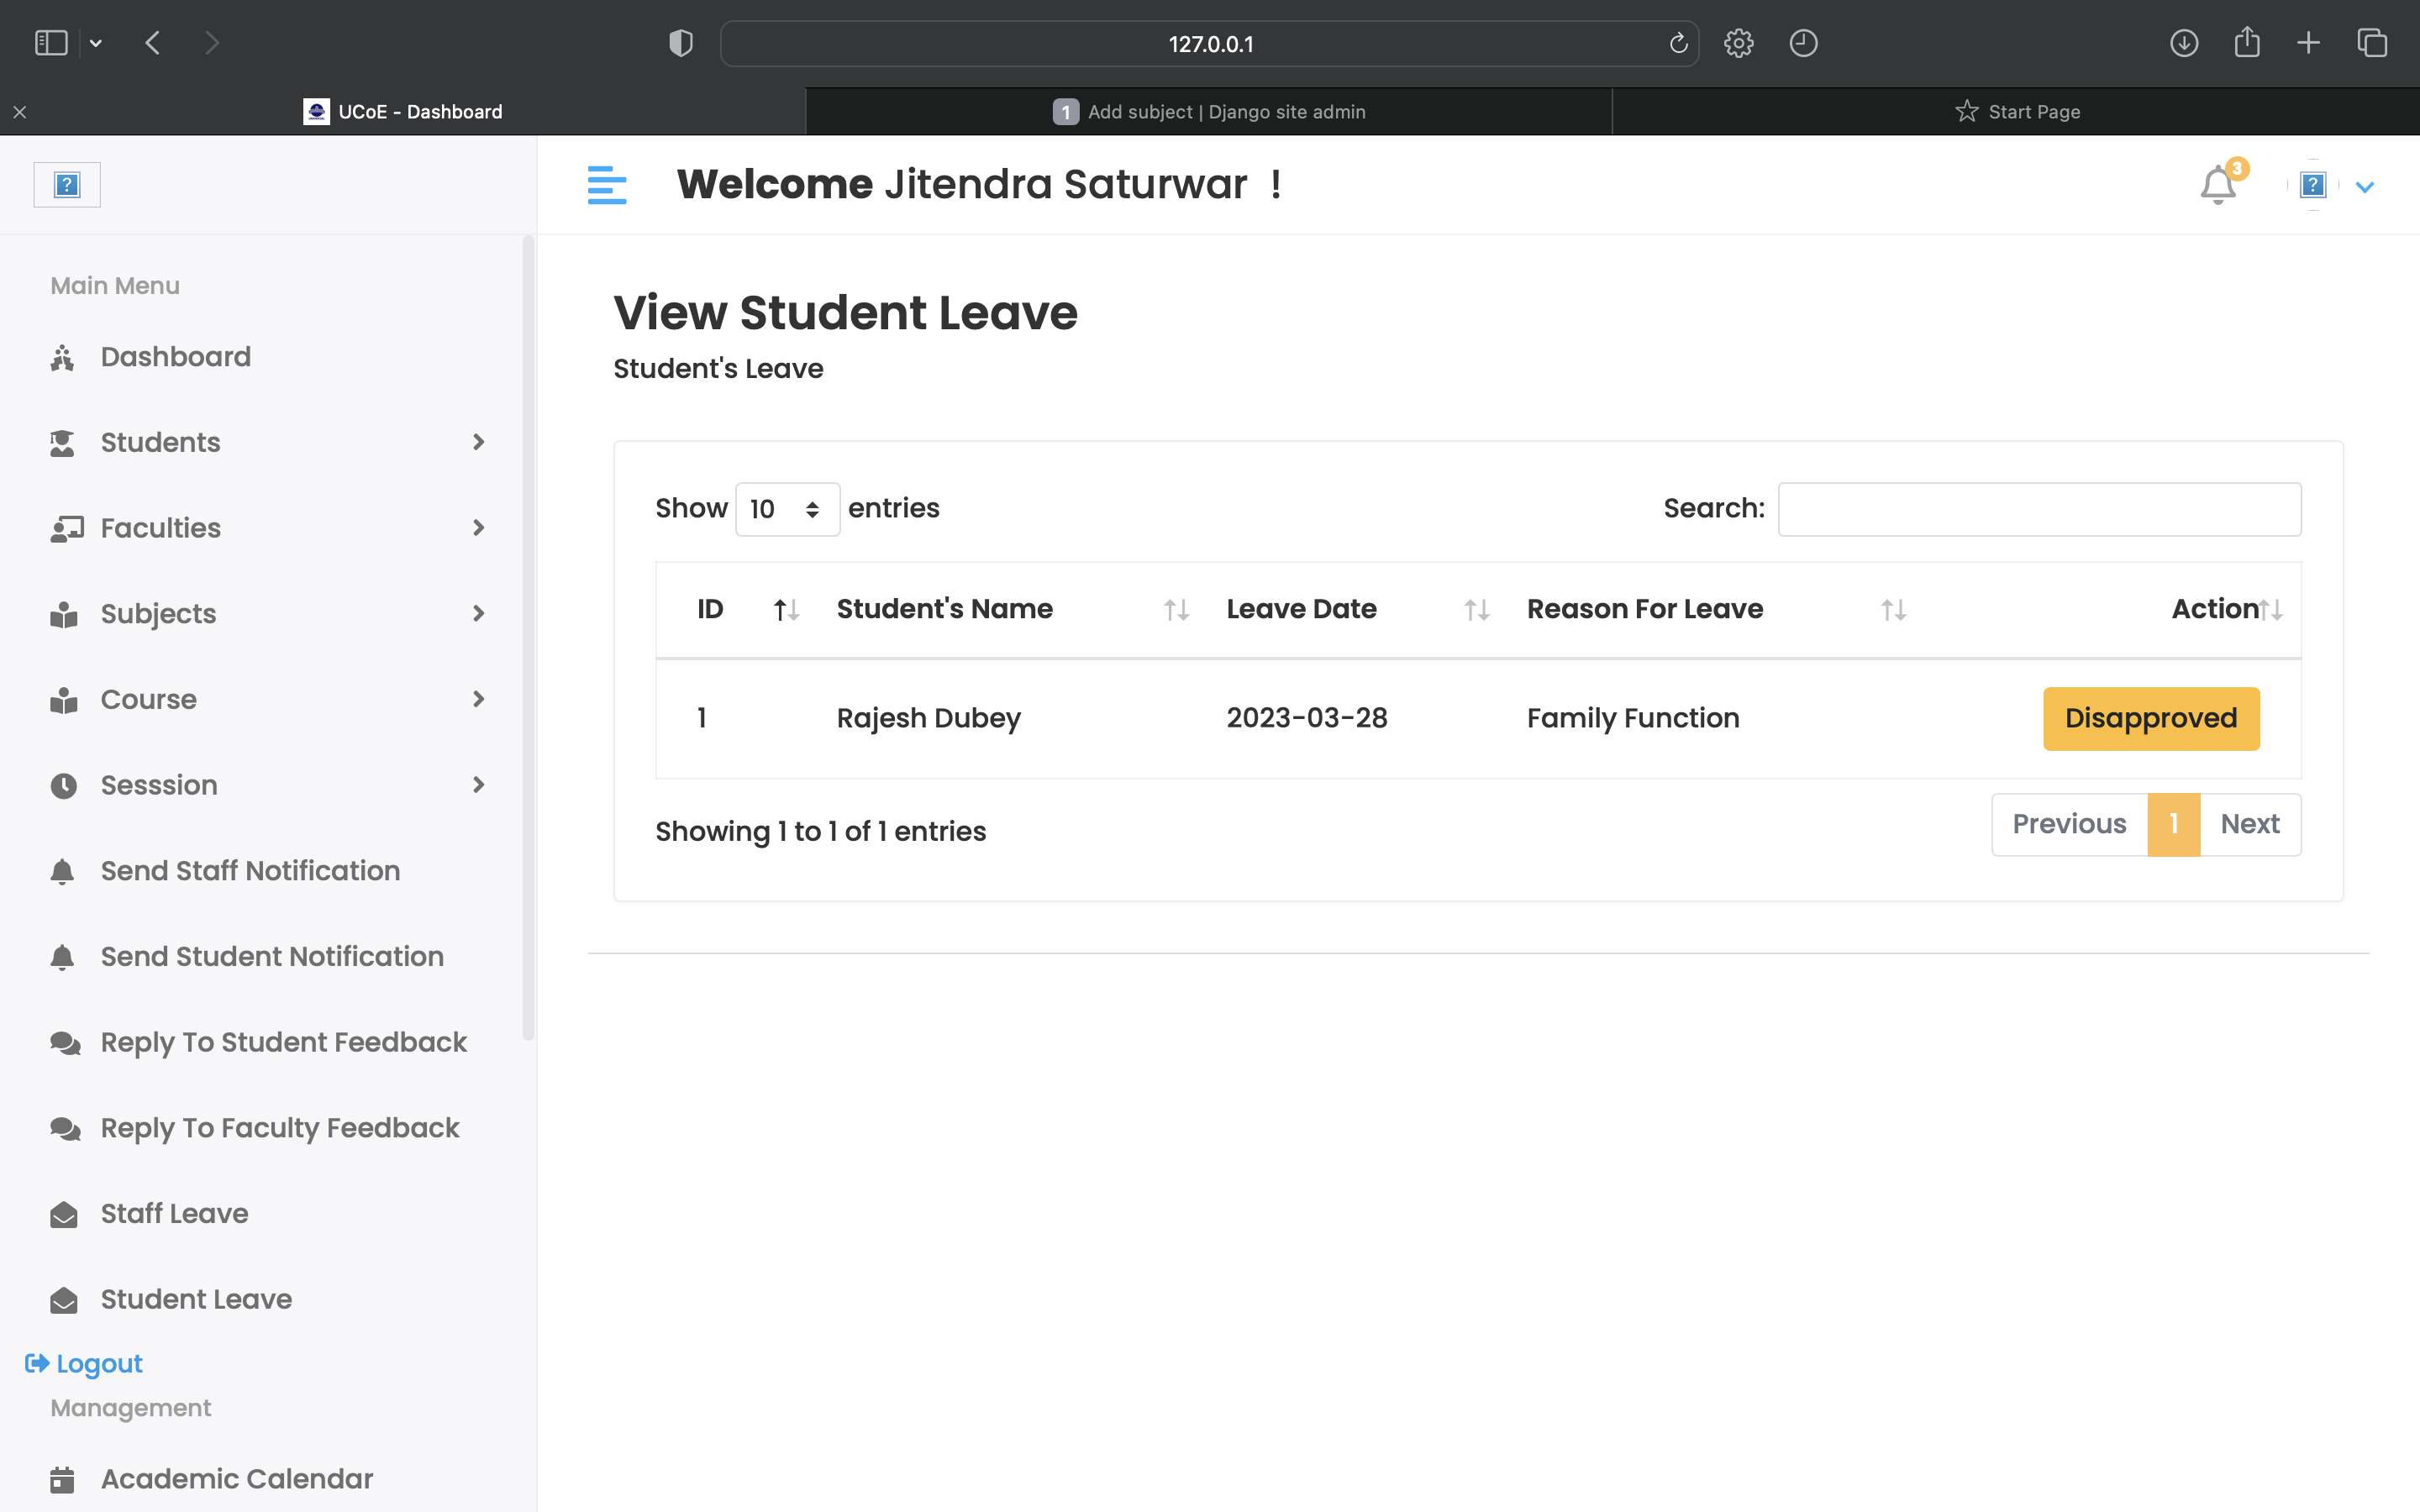 127.0.0.1
UCoE - Dashboard
1 Add subject | Django site admin
Start Page
Welcome Jitendra Saturwar !
3
Main Menu
Dashboard
Students
Faculties
Subjects
Course
Sesssion
Send Staff Notification
Send Student Notification
Reply To Student Feedback
Reply To Faculty Feedback
Staff Leave
Student Leave
Logout
Management
Academic Calendar
View Student Leave
Student's Leave
Show 10 entries
Search:
ID Student's Name Leave Date Reason For Leave Action
1 Rajesh Dubey 2023-03-28 Family Function Disapproved
Showing 1 to 1 of 1 entries
Previous 1 Next